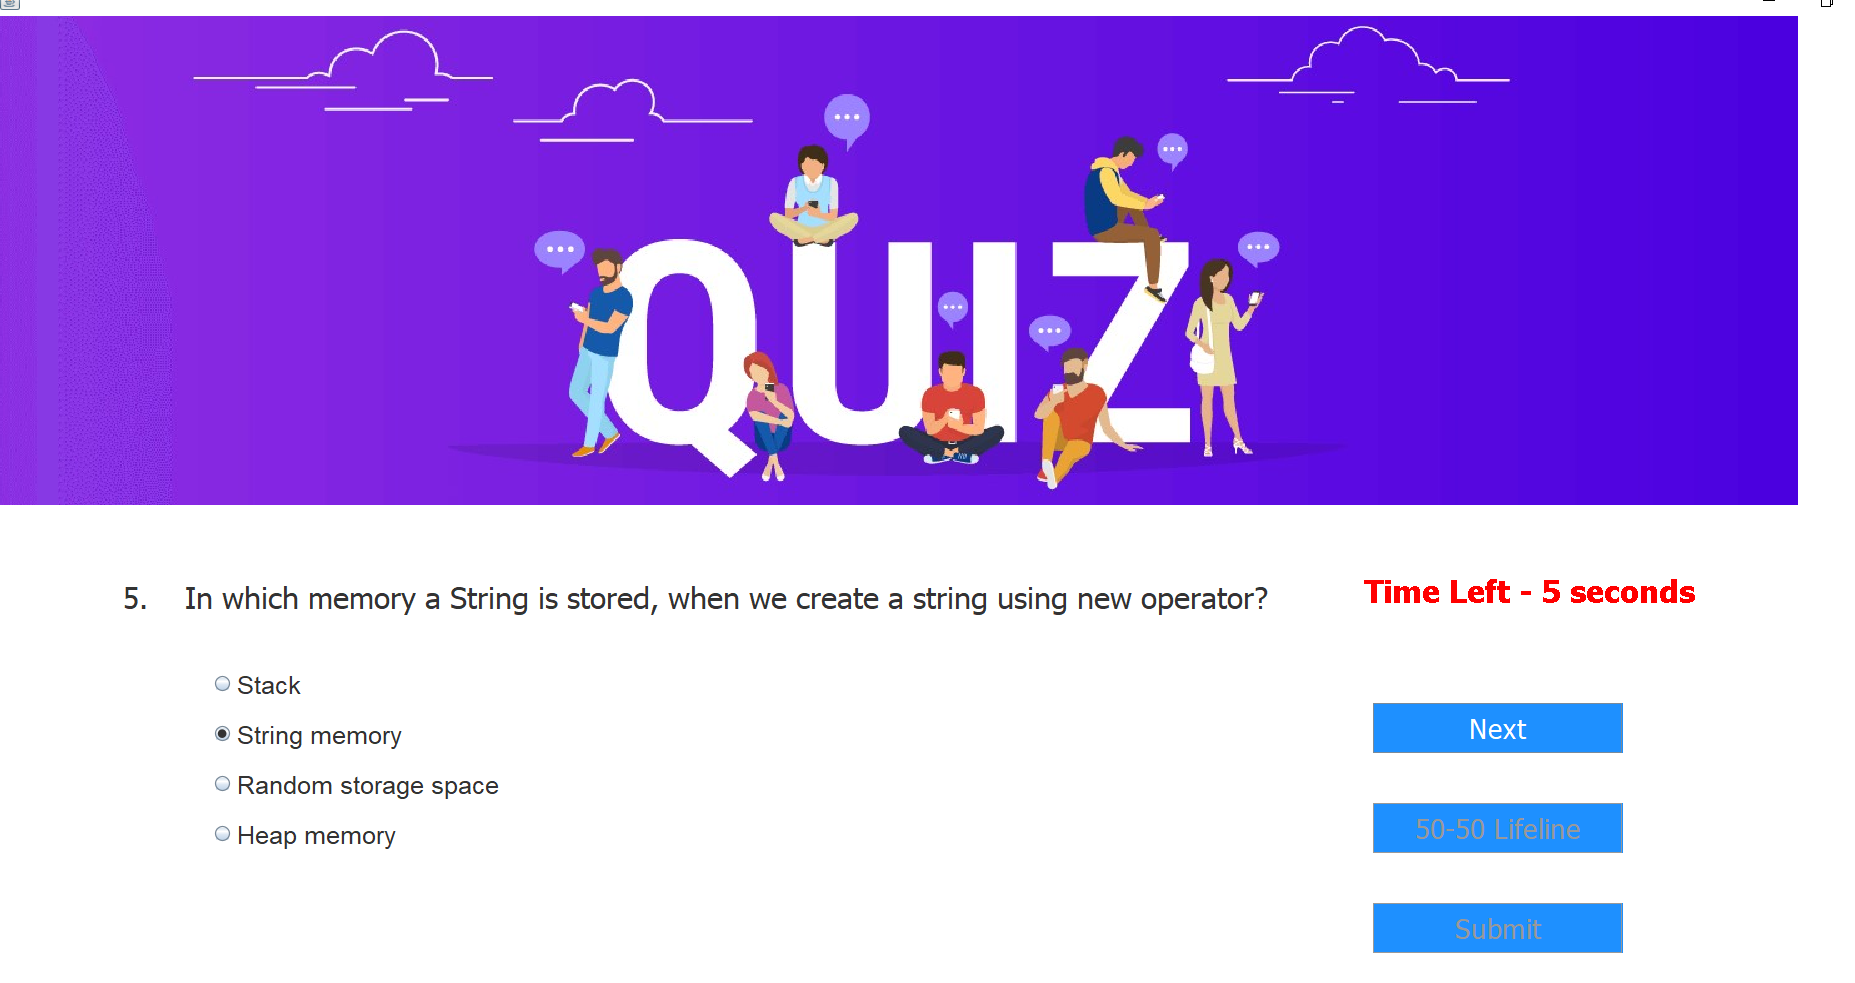 QUIZ
5. In which memory a String is stored, when we create a string using new operator?
Time Left - 5 seconds
Stack
String memory
Random storage space
Heap memory
Next
50-50 Lifeline
Submit